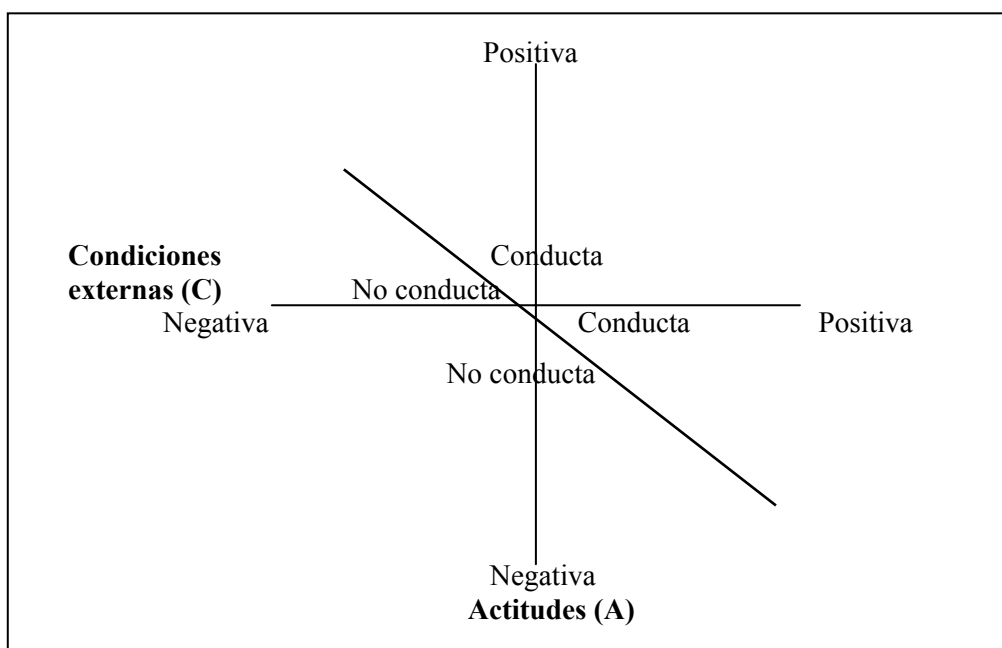 Positiva
Condiciones
externas (C)
Conducta
No conducta
Negativa
Conducta
Positiva
No conducta
Negativa
Actitudes (A)